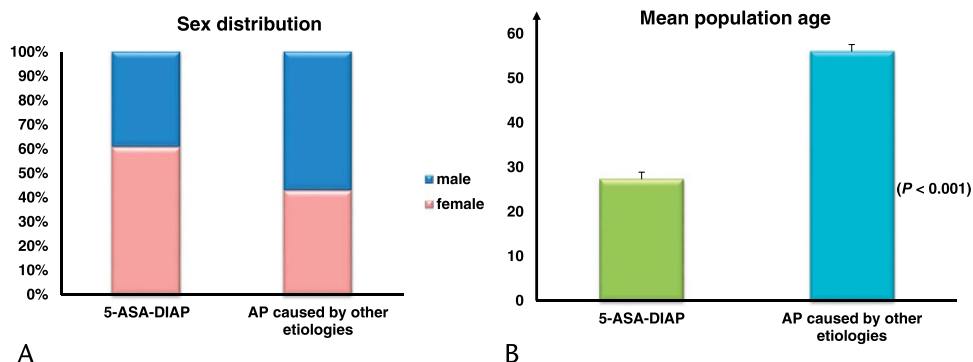 Sex distribution
100%
90%
80%
70%
60%
50%
40%
30%
20%
10%
0%
5-ASA-DIAP
AP caused by other
etiologies
male
female
A
Mean population age
60
50
40
30
20
10
0
(P < 0.001)
5-ASA-DIAP
AP caused by other
etiologies
B